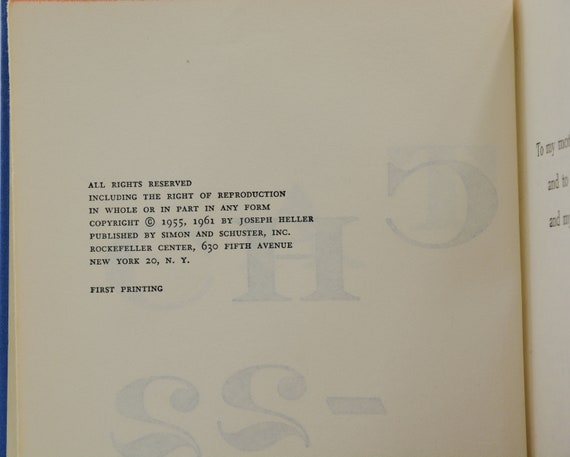 ALL RIGHTS RESERVED
INCLUDING THE RIGHT OF REPRODUCTION
IN WHOLE OR IN PART IN ANY FORM
COPYRIGHT © 1955, 1961 BY JOSEPH HELLER
PUBLISHED BY SIMON AND SCHUSTER, INC.
ROCKEFELLER CENTER, 630 FIFTH AVENUE
NEW YORK 20, N. Y.
FIRST PRINTING
C
H
-22
To my
and to
and